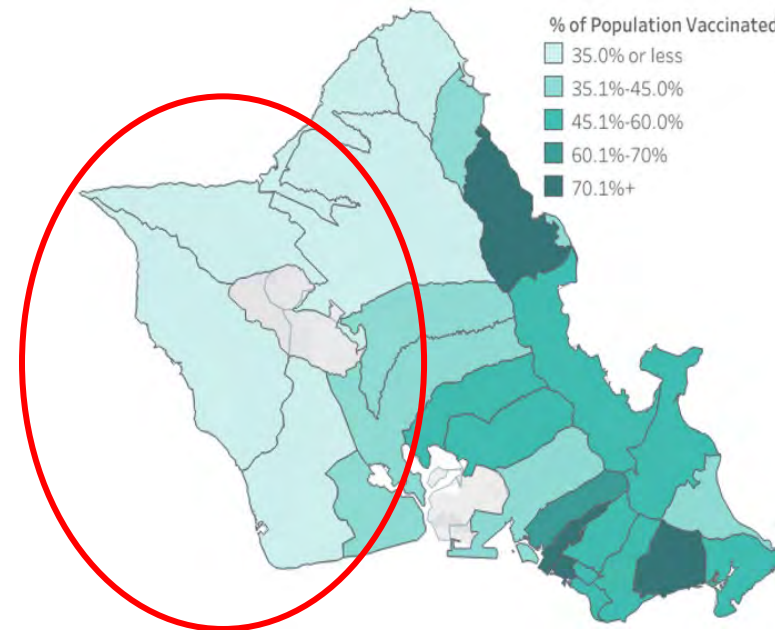 % of Population Vaccinated
35.0% or less
35.1%-45.0%
45.1%-60.0%
60.1%-70%
70.1%+